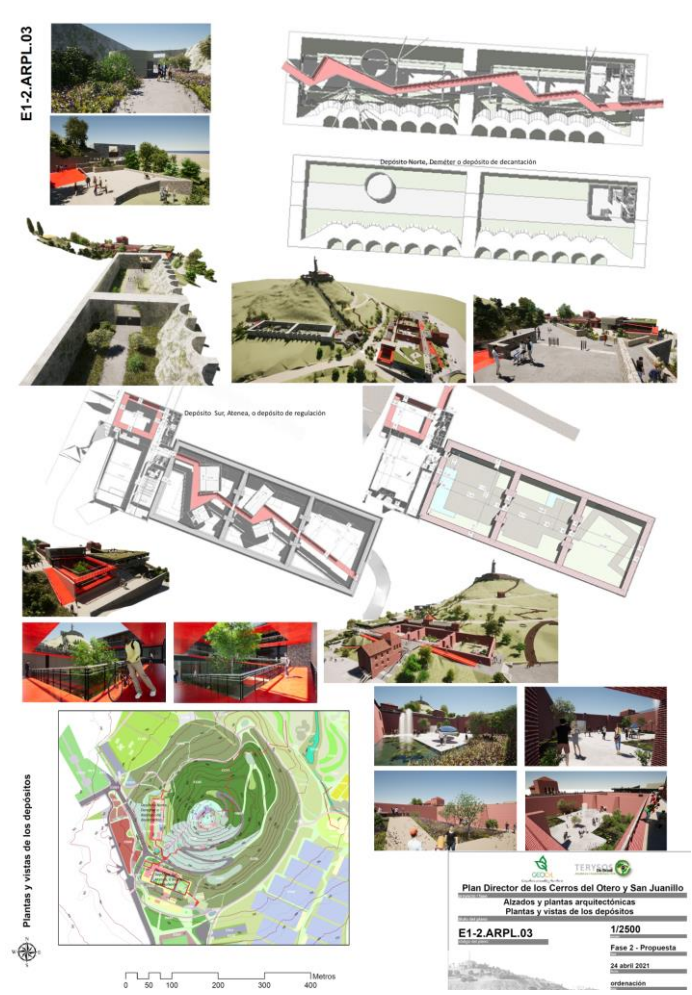 E1-2.ARPL.03
Depósito Norte, Deméter o depósito de decantación
Depósito Sur, Atenea, o depósito de regulación
Plantas y vistas de los depósitos
0 50 100 200 300 400
Metros
TERYSOS
Plan Director de los Cerros del Otero y San Juanillo
Alzados y plantas arquitectónicas
Plantas y vistas de los depósitos
E1-2.ARPL.03
1/2500
Fase 2 - Propuesta
24 abril 2021
ordenación